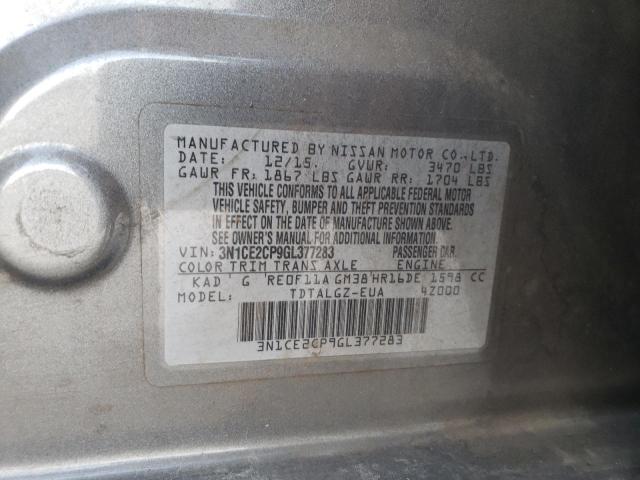 MANUFACTURED BY NISSAN MOTOR CO., LTD.
DATE: 12/15. GVWR: 3470 LBS
GAWR FR: 1867 LBS GAWR RR: 1704 LBS
THIS VEHICLE CONFORMS TO ALL APPLICABLE FEDERAL MOTOR
VEHICLE SAFETY, BUMPER AND THEFT PREVENTION STANDARDS
IN EFFECT ON THE DATE OF MANUFACTURE SHOWN ABOVE.
SEE OWNER'S MANUAL FOR ADDITIONAL INFORMATION.
VIN: 3N1CE2CP9GL377283 PASSENGER CAR.
COLOR TRIM TRANS AXLE ENGINE
KAD G RE0F11A GM38 HR16DE 1598 CC
MODEL: TDTALGZ-EUA 4Z000
3N1CE2CP9GL377283